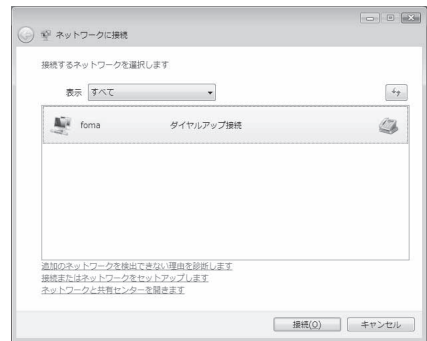 ネットワークに接続
接続するネットワークを選択します
表示 すべて
foma ダイヤルアップ接続
追加のネットワークを検出できない理由を診断します
接続またはネットワークをセットアップします
ネットワークと共有センターを開きます
接続(O) キャンセル